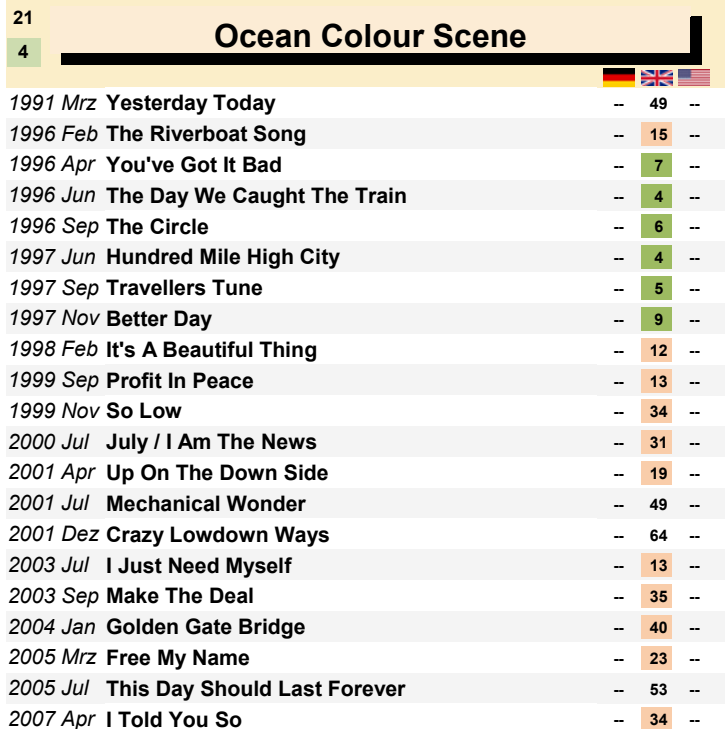 21
4
Ocean Colour Scene
1991 Mrz Yesterday Today -- 49 --
1996 Feb The Riverboat Song -- 15 --
1996 Apr You've Got It Bad -- 7 --
1996 Jun The Day We Caught The Train -- 4 --
1996 Sep The Circle -- 6 --
1997 Jun Hundred Mile High City -- 4 --
1997 Sep Travellers Tune -- 5 --
1997 Nov Better Day -- 9 --
1998 Feb It's A Beautiful Thing -- 12 --
1999 Sep Profit In Peace -- 13 --
1999 Nov So Low -- 34 --
2000 Jul July / I Am The News -- 31 --
2001 Apr Up On The Down Side -- 19 --
2001 Jul Mechanical Wonder -- 49 --
2001 Dez Crazy Lowdown Ways -- 64 --
2003 Jul I Just Need Myself -- 13 --
2003 Sep Make The Deal -- 35 --
2004 Jan Golden Gate Bridge -- 40 --
2005 Mrz Free My Name -- 23 --
2005 Jul This Day Should Last Forever -- 53 --
2007 Apr I Told You So -- 34 --